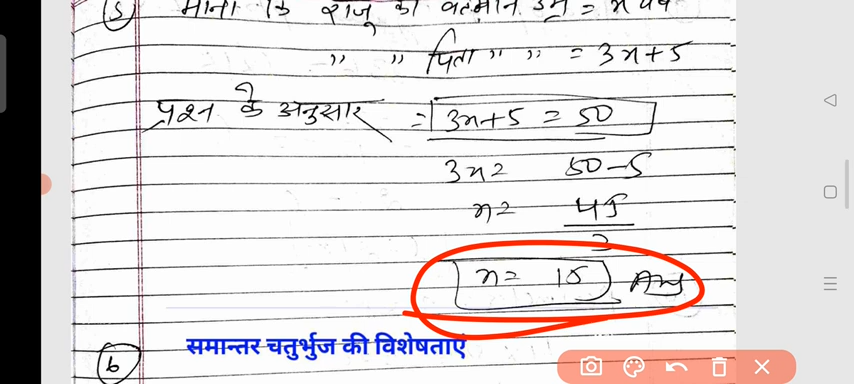 (5) माना कि राजू की वर्तमान उम्र = x वर्ष
" " पिता " " = 3x+5
प्रश्न के अनुसार = 3x+5 = 50
3x = 50-5
x = 45/3
x = 15 Ans
(6) समान्तर चतुर्भुज की विशेषताएं